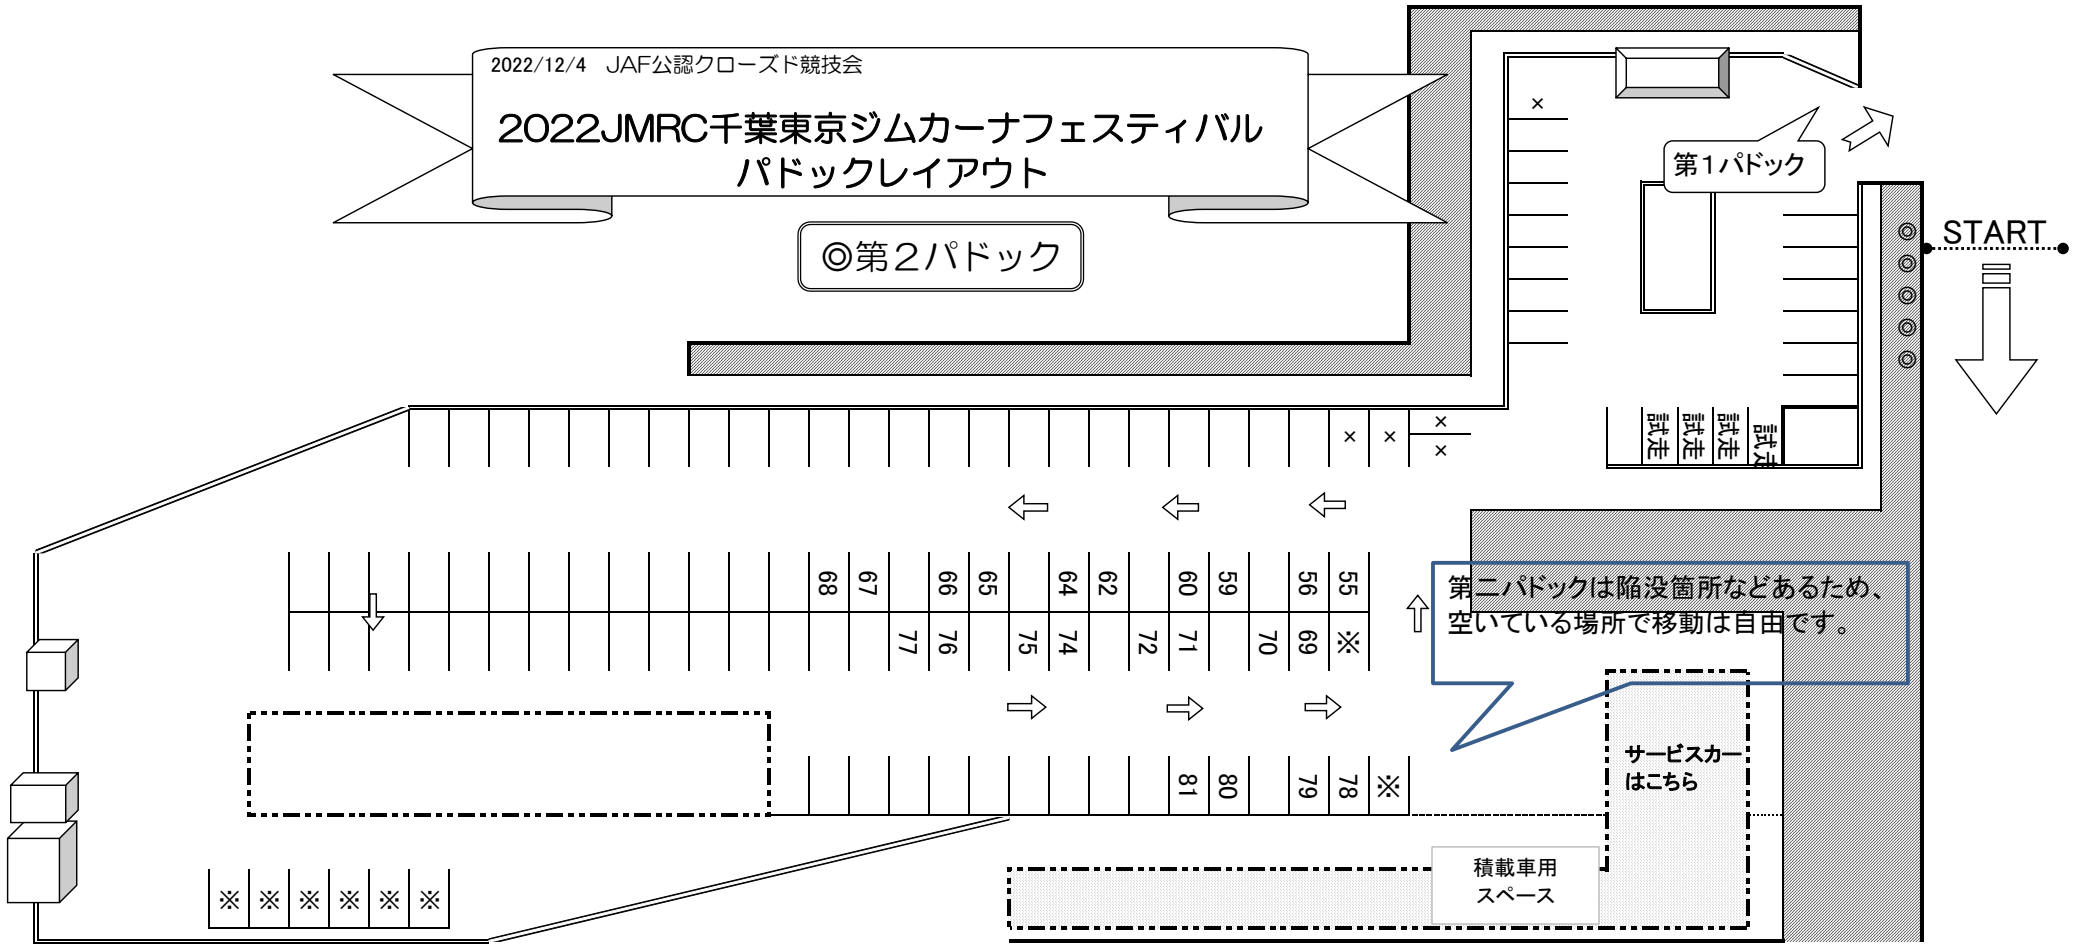 2022/12/4　JAF公認クローズド競技会
2022JMRC千葉東京ジムカーナフェスティバル
パドックレイアウト
◎第2パドック
×
第1パドック
START
◎
◎
◎
◎
◎
試走 試走 試走 試走
× × ×
×
68 67 66 65 64 62 60 59 56 55
77 76 75 74 72 71 70 69 ※
第二パドックは陥没箇所などあるため、
空いている場所で移動は自由です。
サービスカー
はこちら
81 80 79 78 ※
積載車用
スペース
※ ※ ※ ※ ※ ※